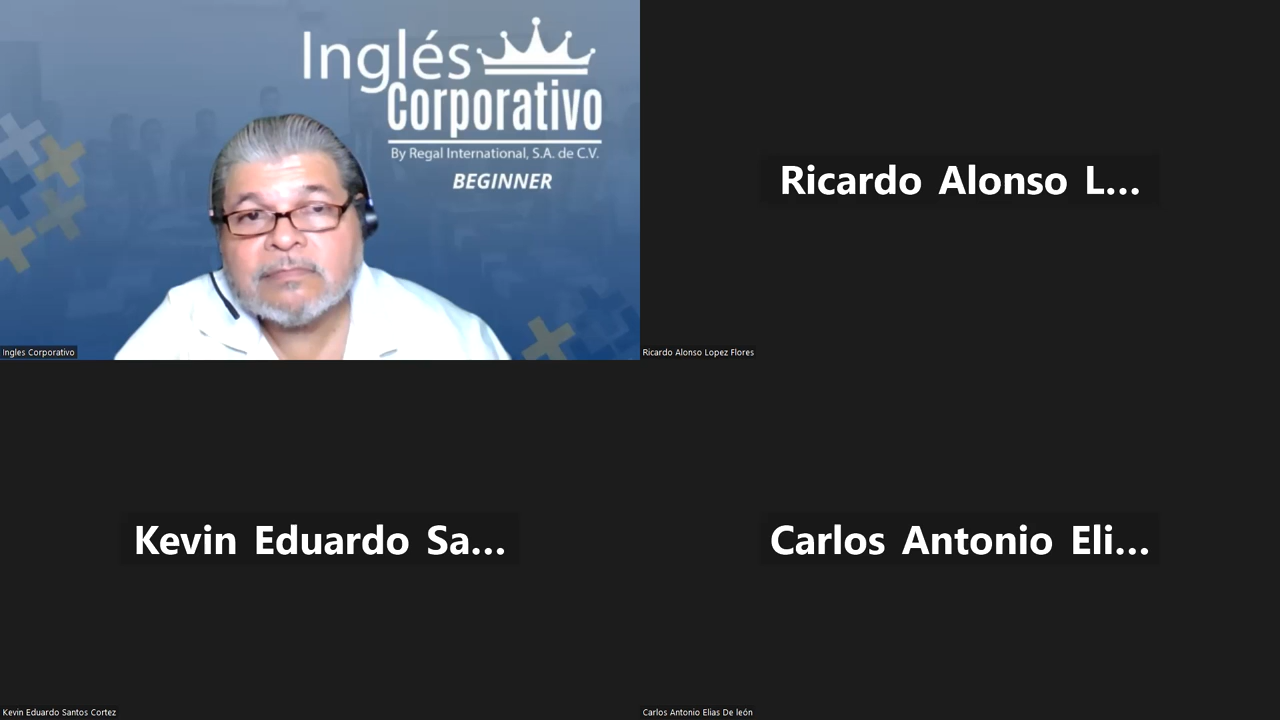 Inglés
Corporativo
By Regal International, S.A. de C.V.
BEGINNER
Ingles Corporativo
Ricardo Alonso L...
Ricardo Alonso Lopez Flores
Kevin Eduardo Sa...
Kevin Eduardo Santos Cortez
Carlos Antonio Eli...
Carlos Antonio Elias De león